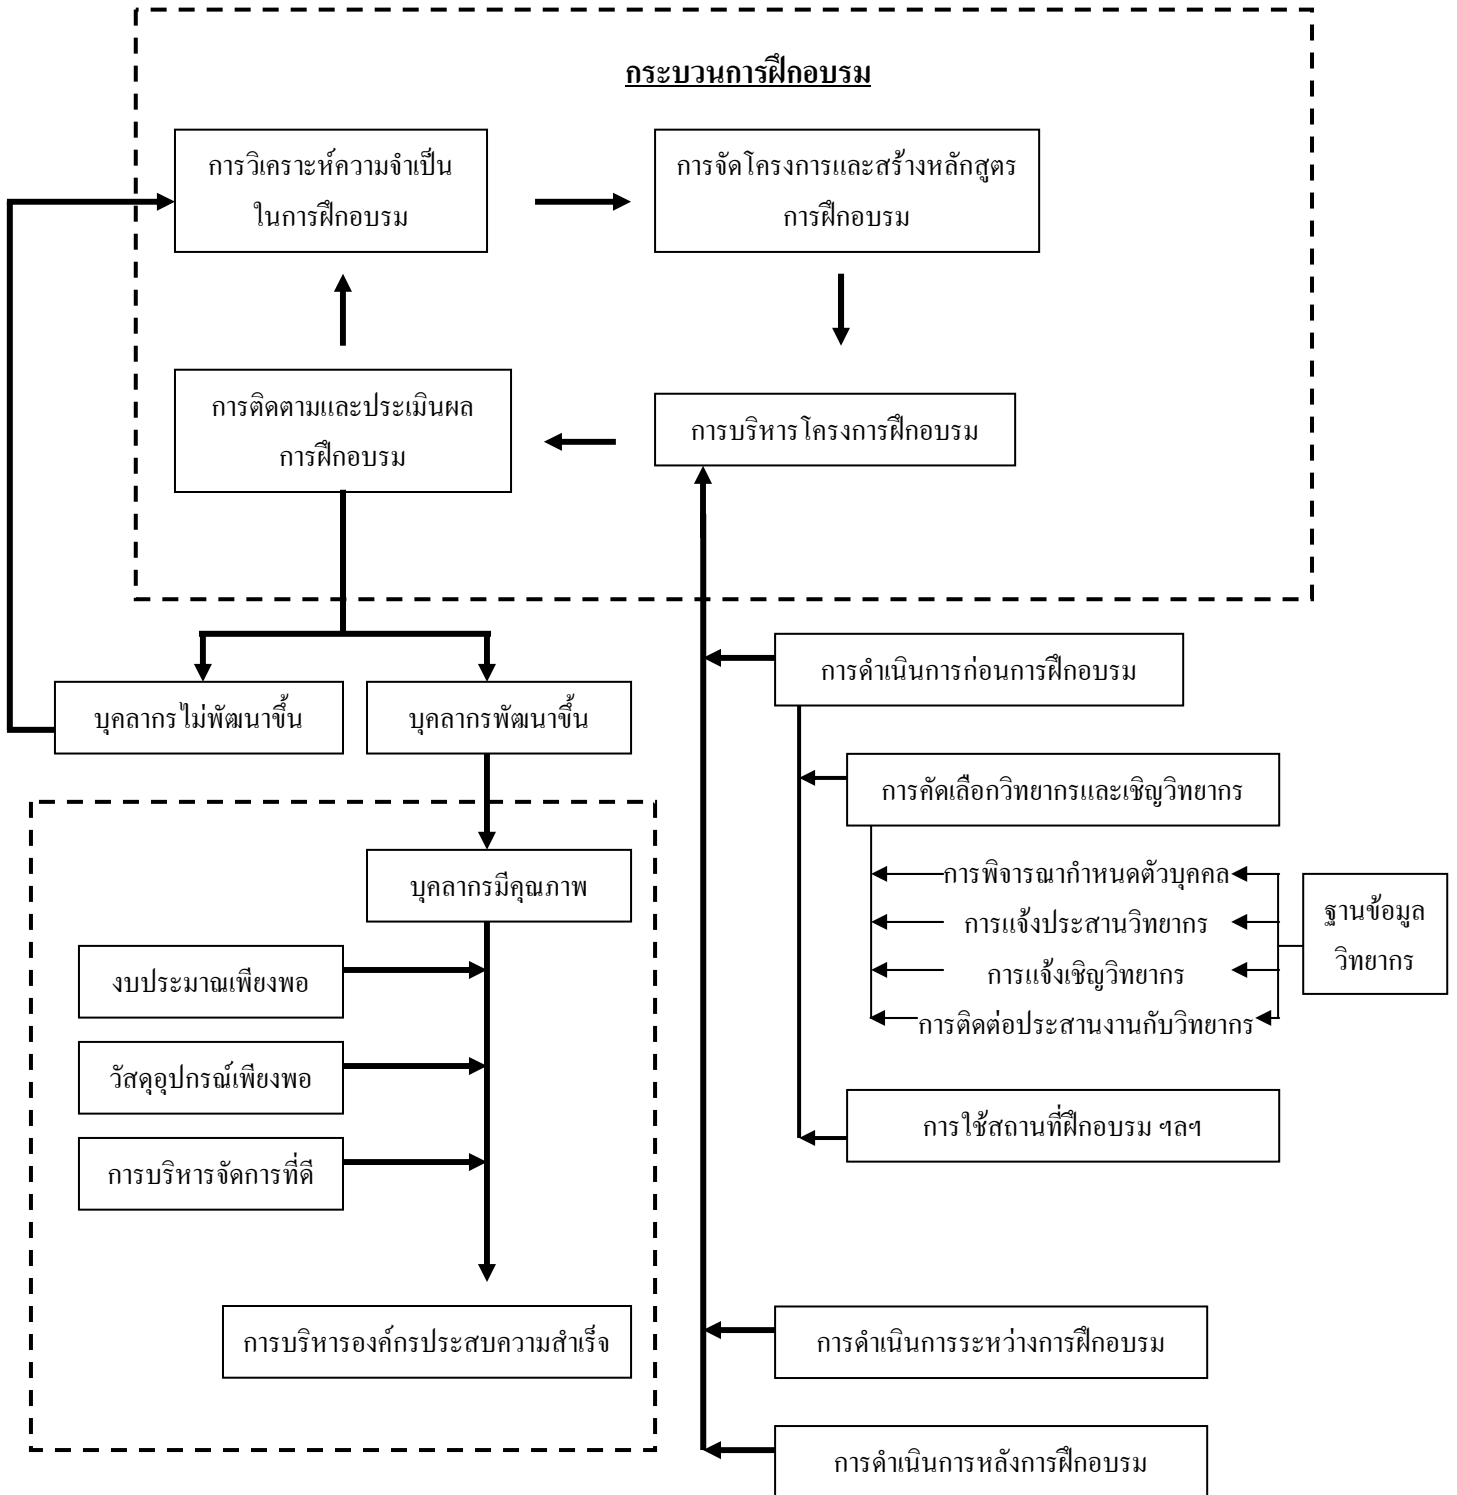 กระบวนการฝึกอบรม
การวิเคราะห์ความจำเป็น
ในการฝึกอบรม
การจัดโครงการและสร้างหลักสูตร
การฝึกอบรม
การติดตามและประเมินผล
การฝึกอบรม
การบริหารโครงการฝึกอบรม
บุคลากรไม่พัฒนาขึ้น
บุคลากรพัฒนาขึ้น
บุคลากรมีคุณภาพ
งบประมาณเพียงพอ
วัสดุอุปกรณ์เพียงพอ
การบริหารจัดการที่ดี
การบริหารองค์กรประสบความสำเร็จ
การดำเนินการก่อนการฝึกอบรม
การคัดเลือกวิทยากรและเชิญวิทยากร
การพิจารณากำหนดตัวบุคคล
การแจ้งประสานวิทยากร
การแจ้งเชิญวิทยากร
การติดต่อประสานงานกับวิทยากร
ฐานข้อมูล
วิทยากร
การใช้สถานที่ฝึกอบรม ฯลฯ
การดำเนินการระหว่างการฝึกอบรม
การดำเนินการหลังการฝึกอบรม